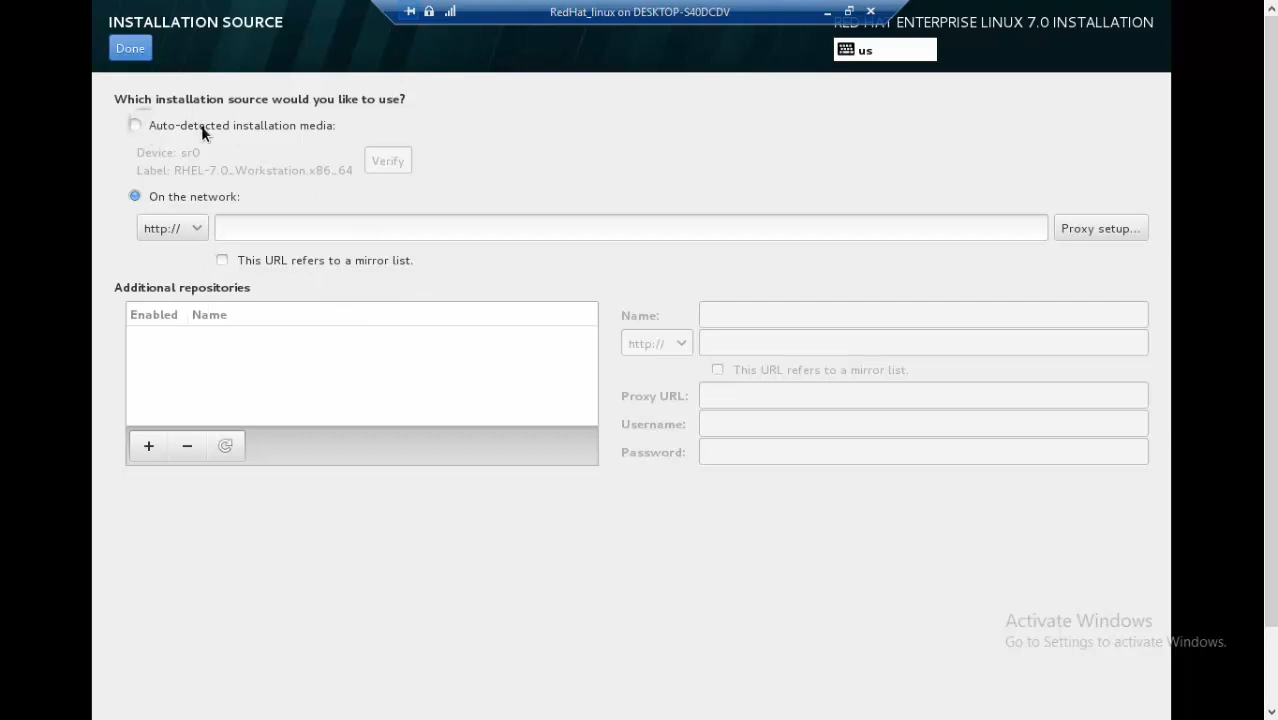 INSTALLATION SOURCE
RedHat_linux on DESKTOP-S40DCDV
RED HAT ENTERPRISE LINUX 7.0 INSTALLATION
Done
us
Which installation source would you like to use?
Auto-detected installation media:
Device: sr0
Label: RHEL-7.0_Workstation.x86_64
Verify
On the network:
http://
Proxy setup...
This URL refers to a mirror list.
Additional repositories
Enabled Name
Name:
http://
This URL refers to a mirror list.
Proxy URL:
Username:
Password:
Activate Windows
Go to Settings to activate Windows.